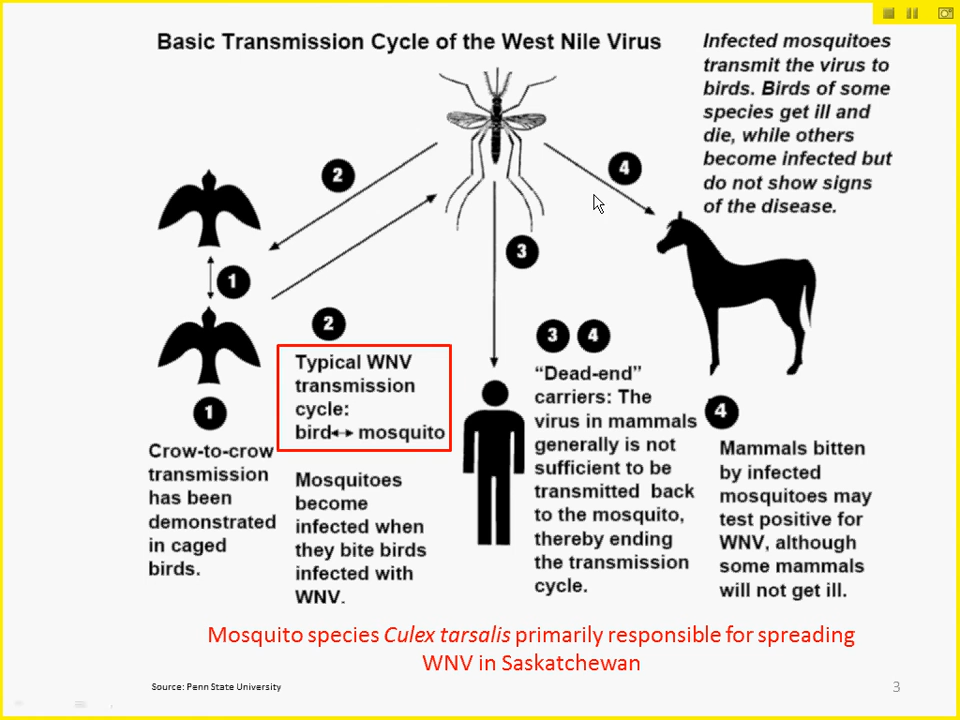 Basic Transmission Cycle of the West Nile Virus
Infected mosquitoes
transmit the virus to
birds. Birds of some
species get ill and
die, while others
become infected but
do not show signs
of the disease.
2
4
1
3
2
Typical WNV
transmission
cycle:
bird↔ mosquito
Mosquitoes
become
infected when
they bite birds
infected with
WNV.
1
Crow-to-crow
transmission
has been
demonstrated
in caged
birds.
3 4
“Dead-end”
carriers: The
virus in mammals
generally is not
sufficient to be
transmitted back
to the mosquito,
thereby ending
the transmission
cycle.
4
Mammals bitten
by infected
mosquitoes may
test positive for
WNV, although
some mammals
will not get ill.
Mosquito species Culex tarsalis primarily responsible for spreading
WNV in Saskatchewan
Source: Penn State University
3